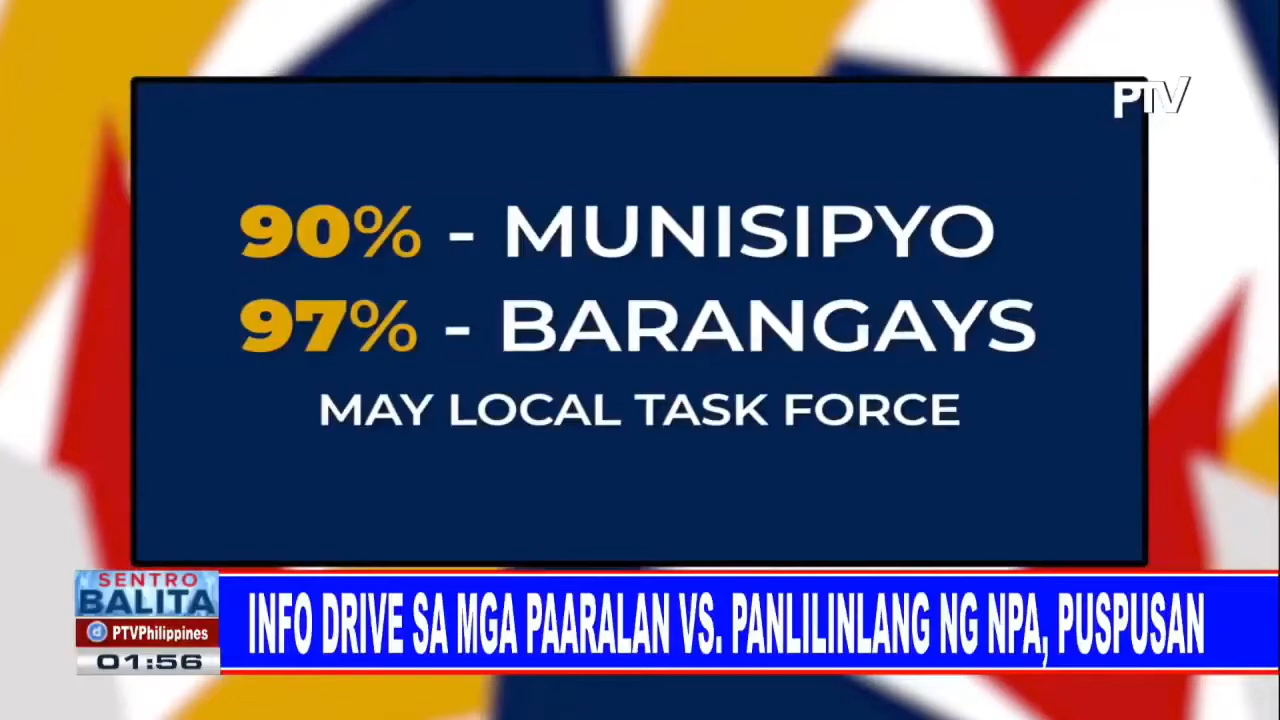 PTV
90% - MUNISIPYO
97% - BARANGAYS
MAY LOCAL TASK FORCE
SENTRO
BALITA
d PTVPhilippines
01:56
INFO DRIVE SA MGA PAARALAN VS. PANLILINLANG NG NPA, PUSPUSAN